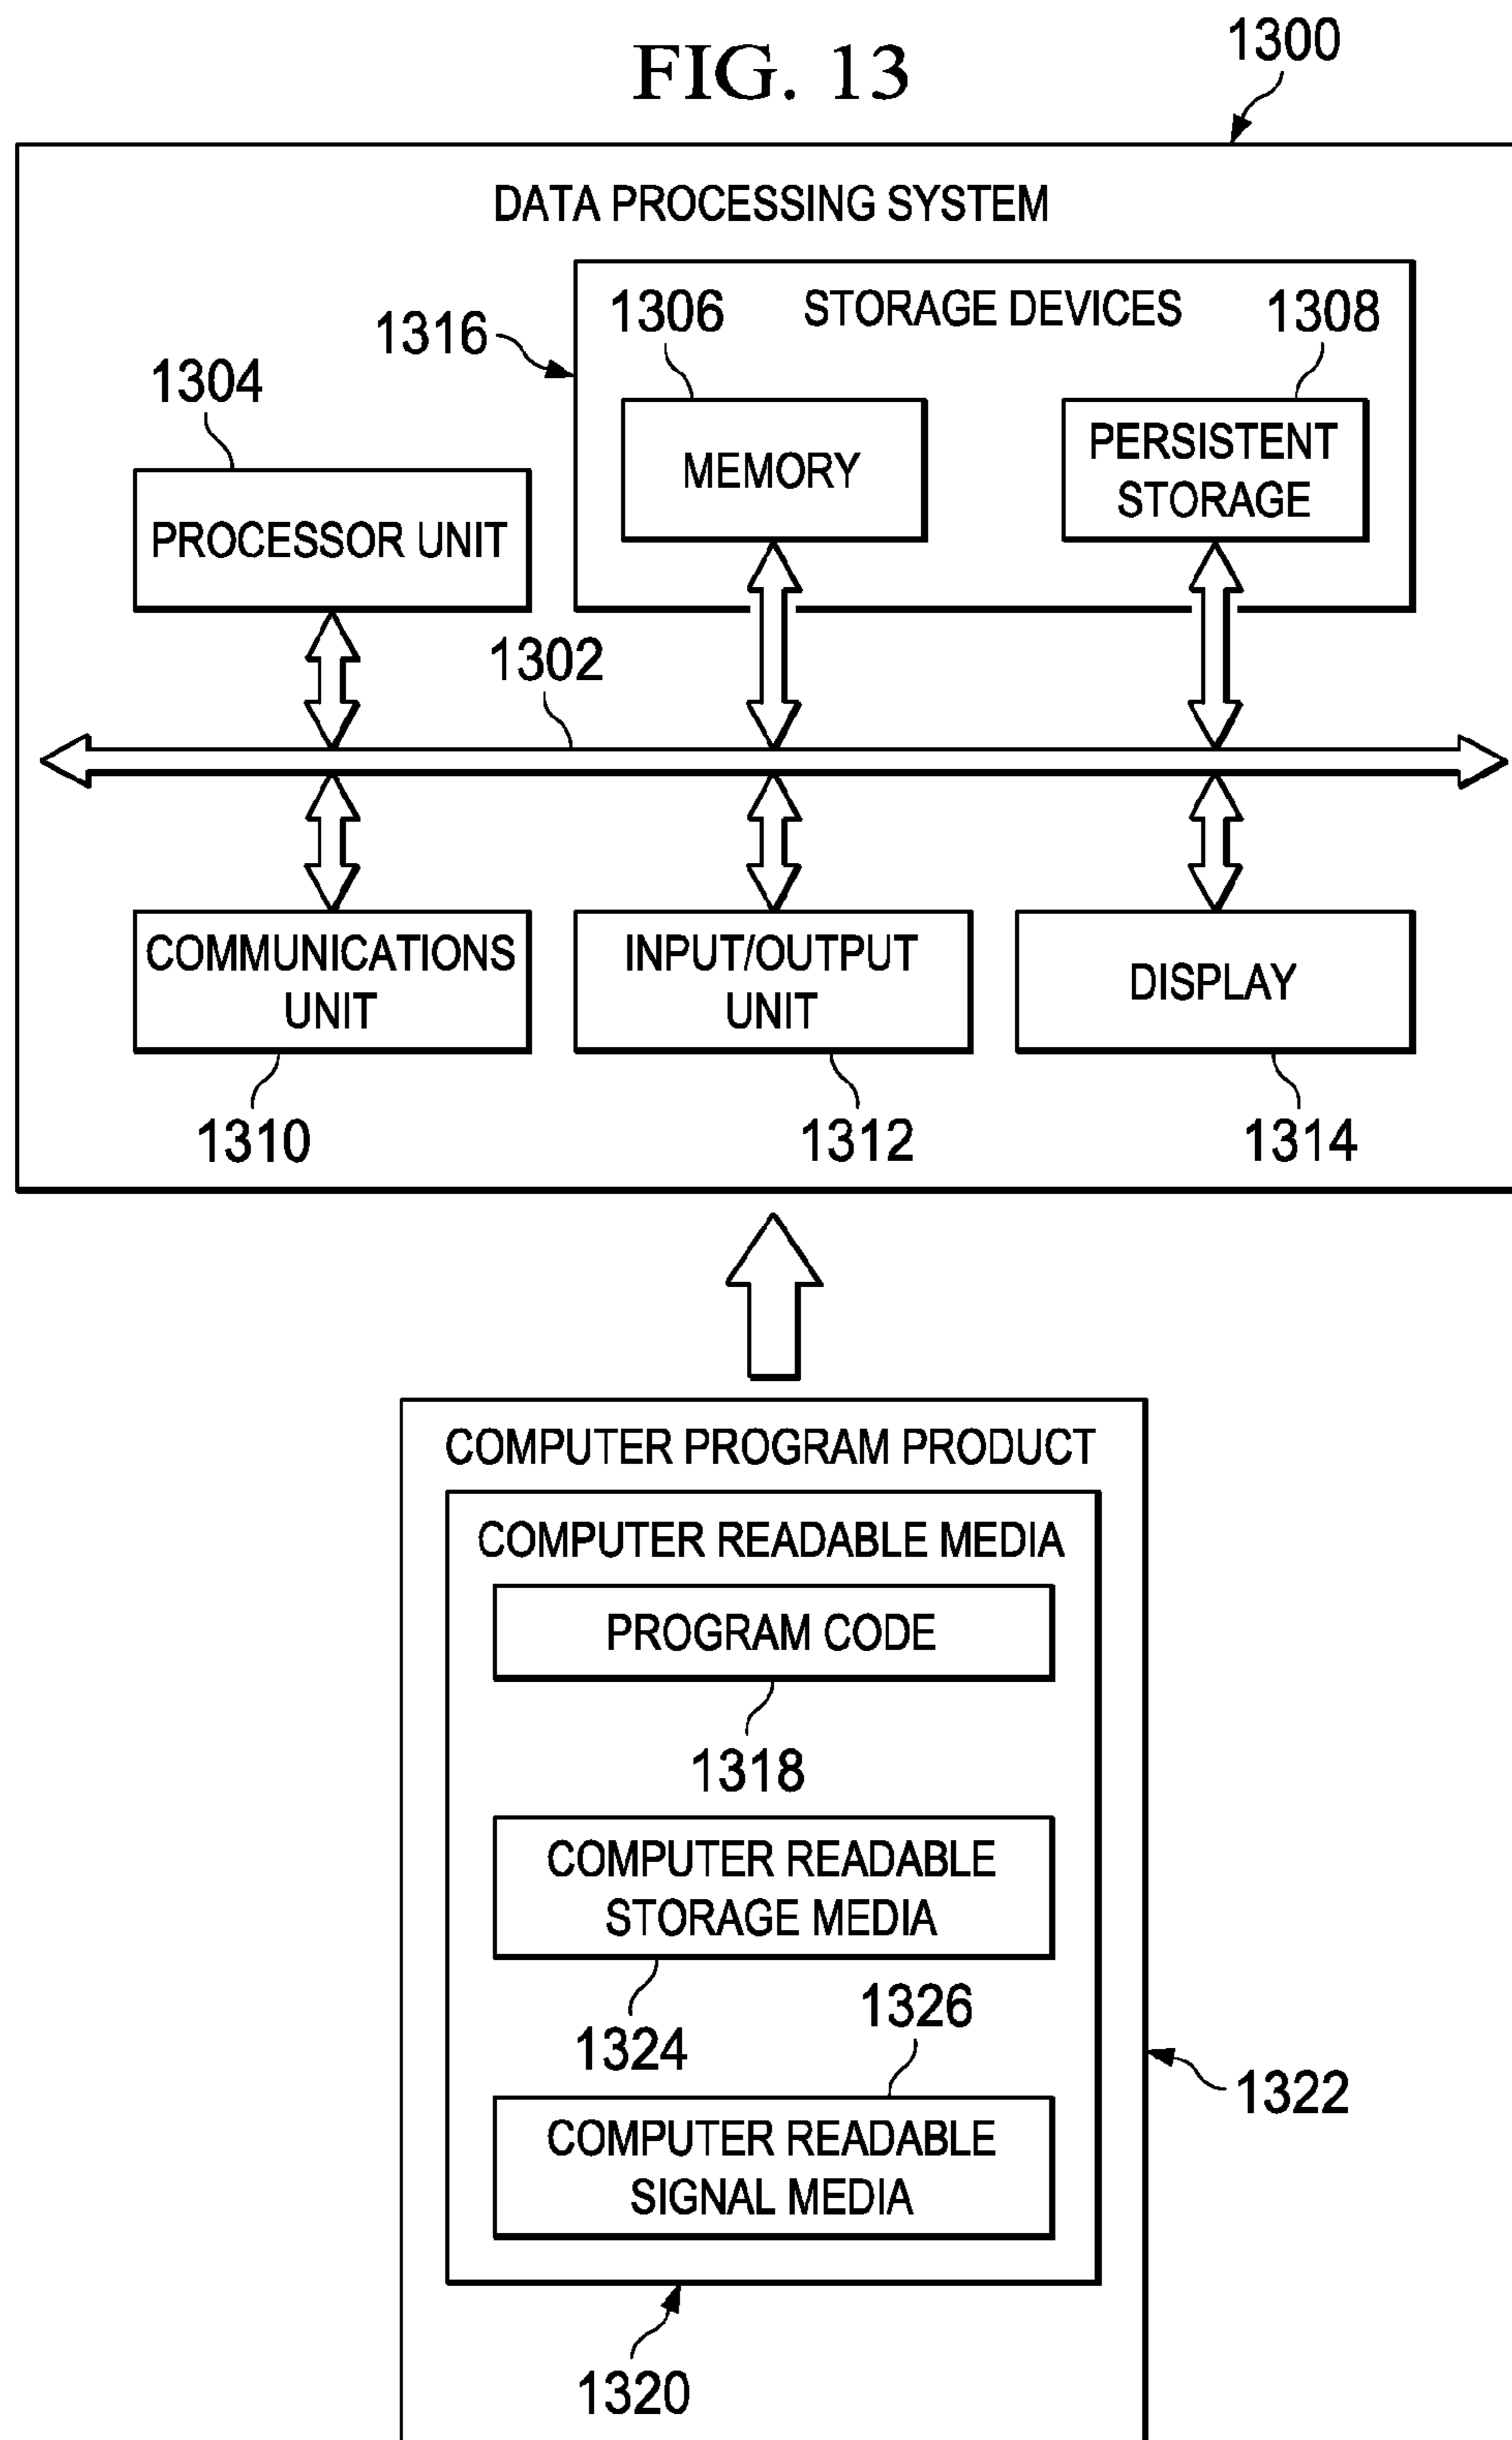 FIG. 13
1300
DATA PROCESSING SYSTEM
1316
1306
STORAGE DEVICES
1308
1304
MEMORY
PERSISTENT
STORAGE
PROCESSOR UNIT
1302
COMMUNICATIONS
UNIT
INPUT/OUTPUT
UNIT
DISPLAY
1310
1312
1314
COMPUTER PROGRAM PRODUCT
COMPUTER READABLE MEDIA
PROGRAM CODE
1318
COMPUTER READABLE
STORAGE MEDIA
1324
1326
1322
COMPUTER READABLE
SIGNAL MEDIA
1320